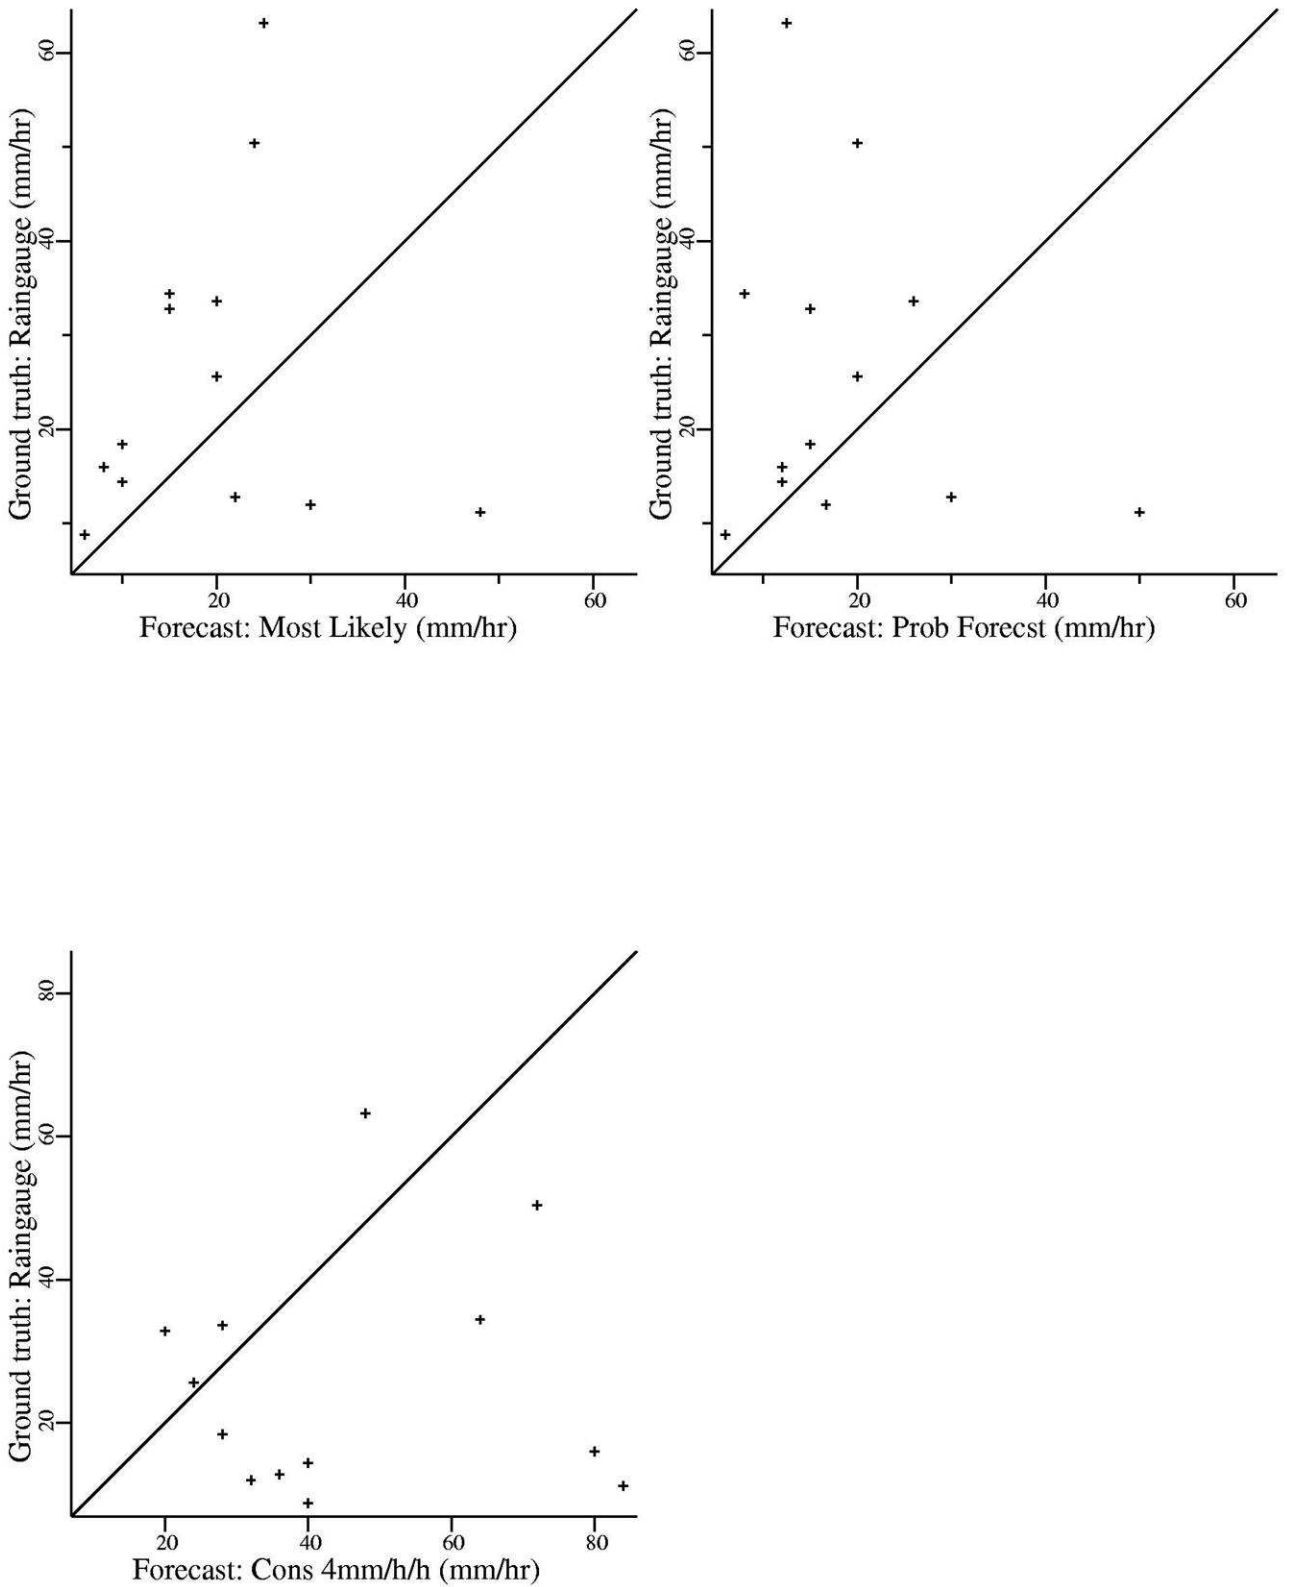 60
40
20
Ground truth: Raingauge (mm/hr)
20 40 60
Forecast: Most Likely (mm/hr)
60
40
20
Ground truth: Raingauge (mm/hr)
20 40 60
Forecast: Prob Forecst (mm/hr)
80
60
40
20
Ground truth: Raingauge (mm/hr)
20 40 60 80
Forecast: Cons 4mm/h/h (mm/hr)